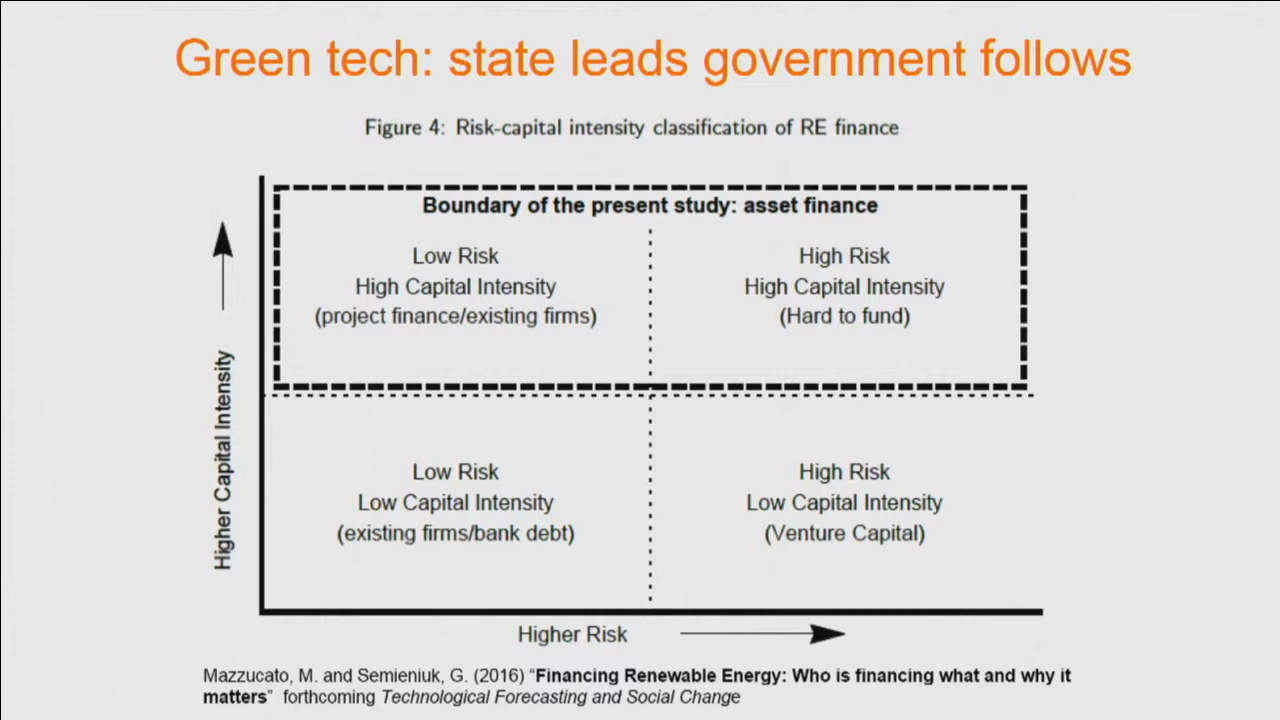 Green tech: state leads government follows
Figure 4: Risk-capital intensity classification of RE finance
Boundary of the present study: asset finance
Low Risk
High Capital Intensity
(project finance/existing firms)
High Risk
High Capital Intensity
(Hard to fund)
Higher Capital Intensity
Low Risk
Low Capital Intensity
(existing firms/bank debt)
High Risk
Low Capital Intensity
(Venture Capital)
Higher Risk
Mazzucato, M. and Semieniuk, G. (2016) “Financing Renewable Energy: Who is financing what and why it
matters” forthcoming Technological Forecasting and Social Change